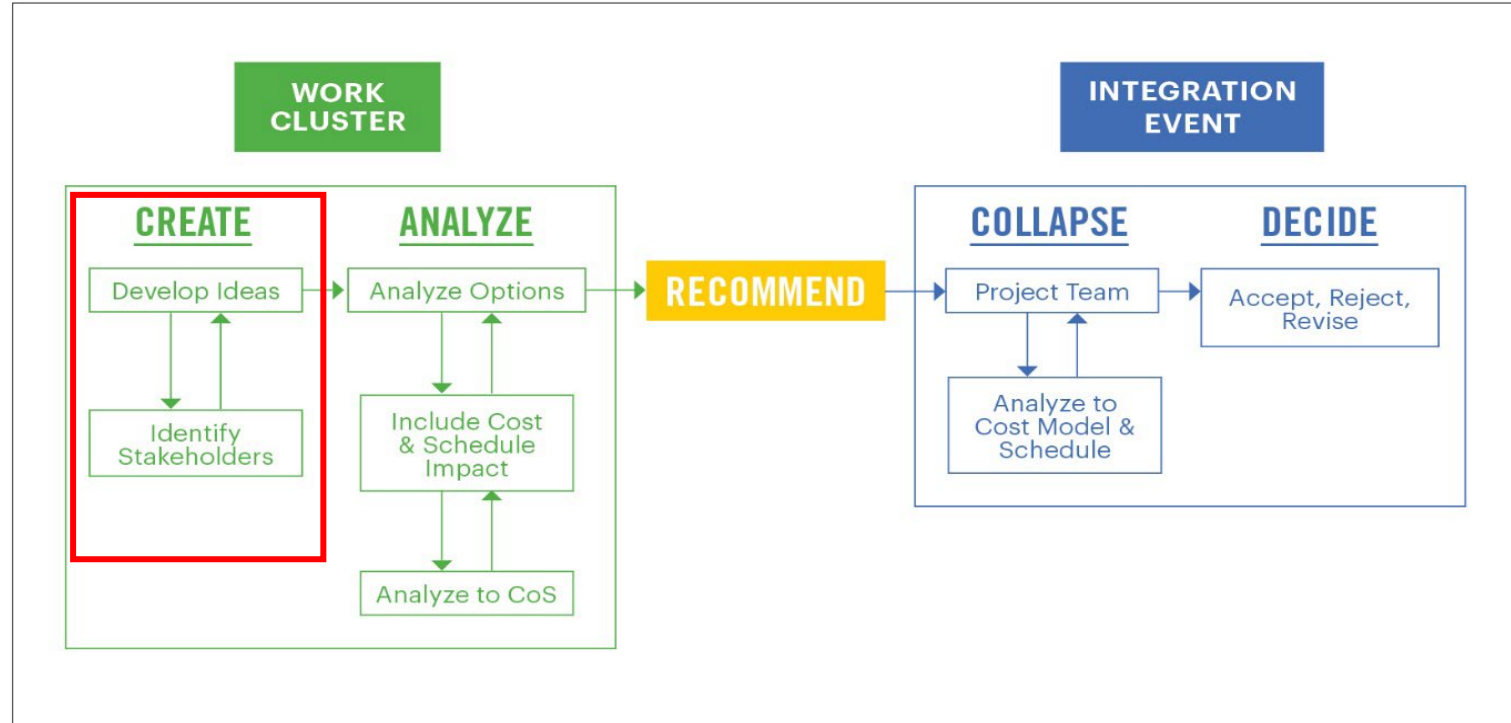 WORK
CLUSTER
INTEGRATION
EVENT
CREATE
ANALYZE
COLLAPSE
DECIDE
Develop Ideas
Analyze Options
RECOMMEND
Project Team
Accept, Reject,
Revise
Identify
Stakeholders
Include Cost
& Schedule
Impact
Analyze to
Cost Model &
Schedule
Analyze to CoS